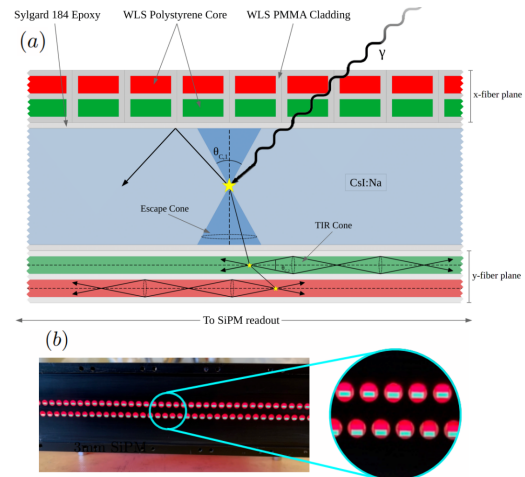 Sylgard 184 Epoxy
WLS Polystyrene Core
WLS PMMA Cladding
(a)
γ
x-fiber plane
θC,I
CsI:Na
Escape Cone
TIR Cone
y-fiber plane
To SiPM readout
(b)
3mm SiPM